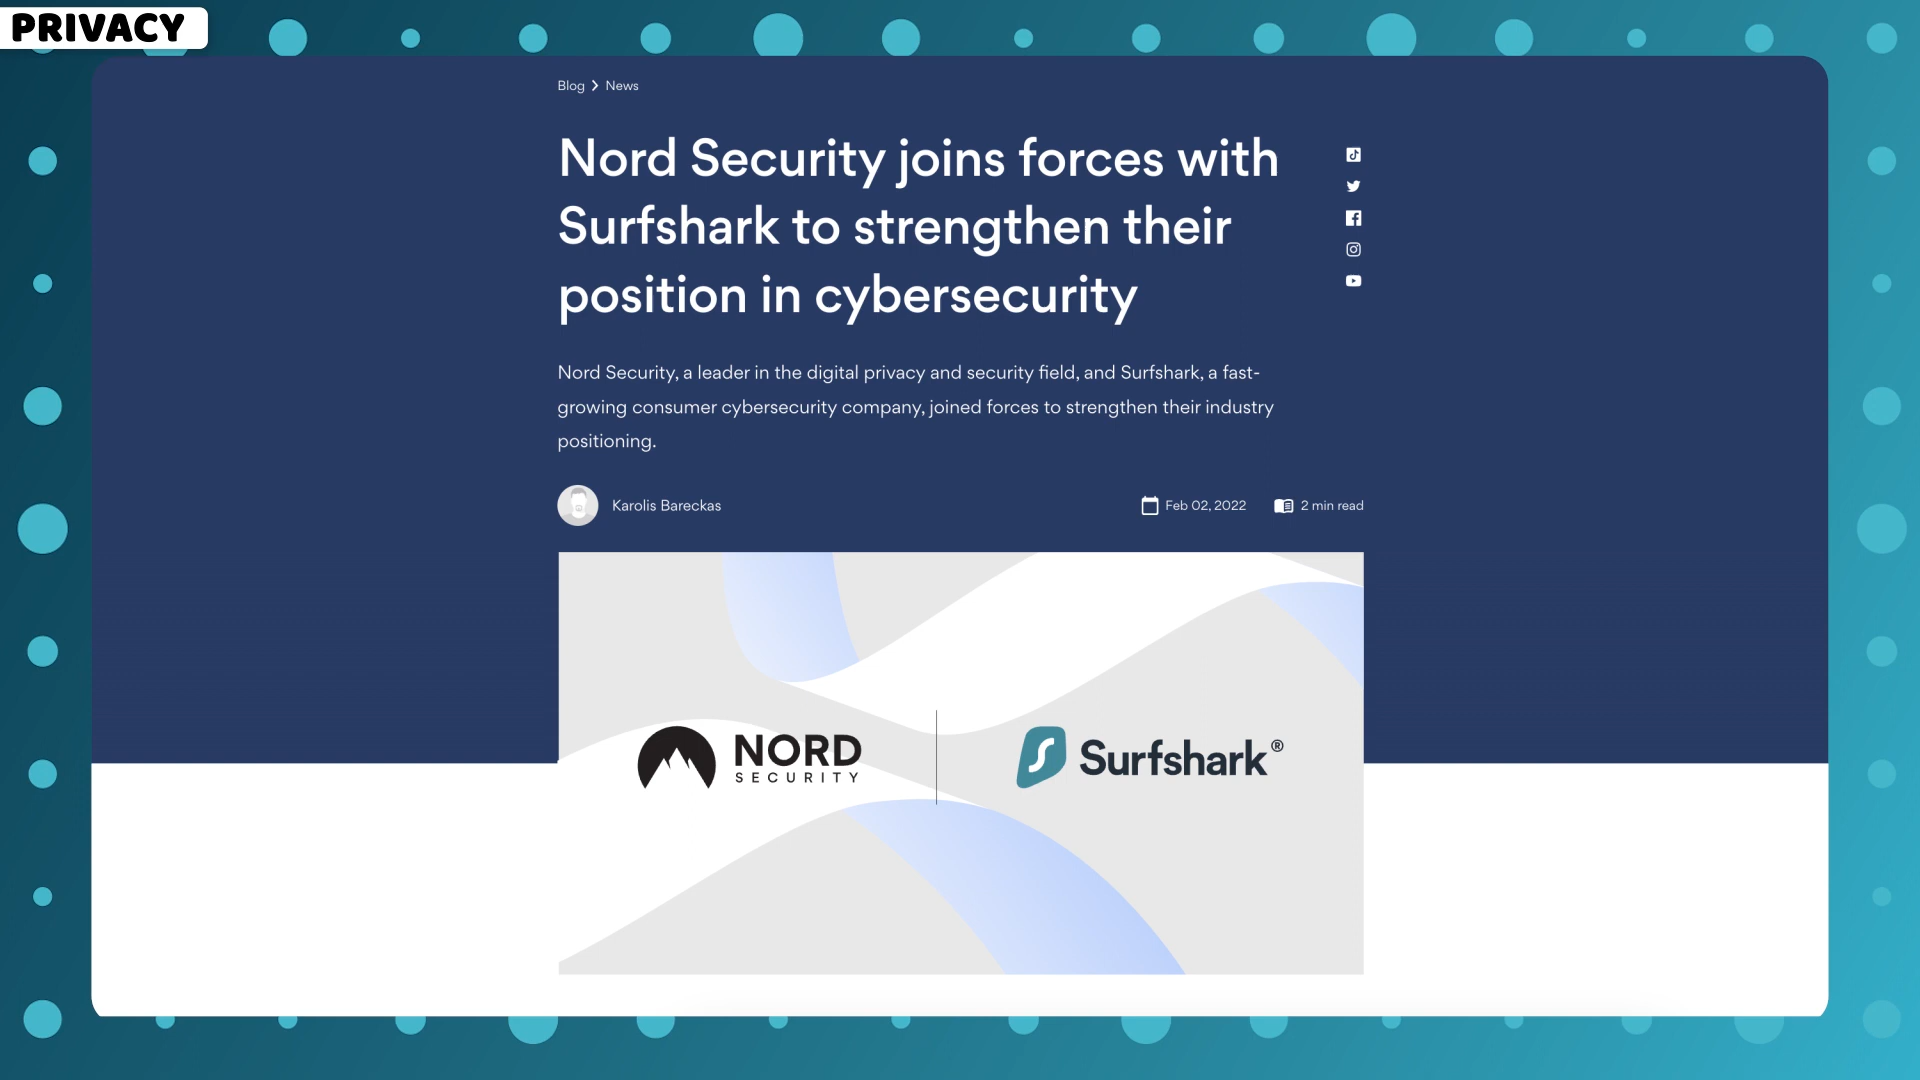 PRIVACY
Blog > News
Nord Security joins forces with
Surfshark to strengthen their
position in cybersecurity
Nord Security, a leader in the digital privacy and security field, and Surfshark, a fast-
growing consumer cybersecurity company, joined forces to strengthen their industry
positioning.
Karolis Bareckas
Feb 02, 2022
2 min read
NORD
SECURITY
Surfshark®